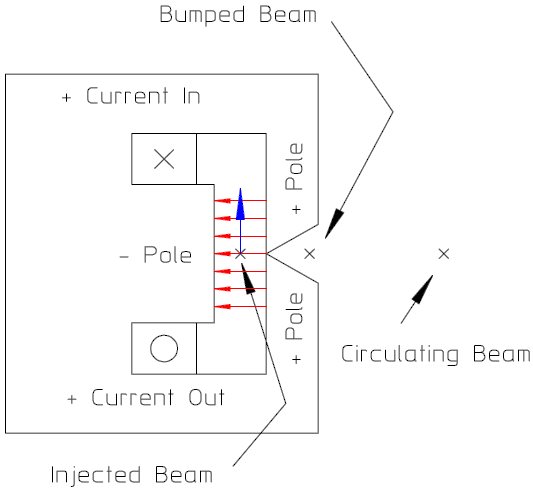 Bumped Beam
+ Current In
+ Pole
- Pole
+ Pole
Circulating Beam
+ Current Out
Injected Beam